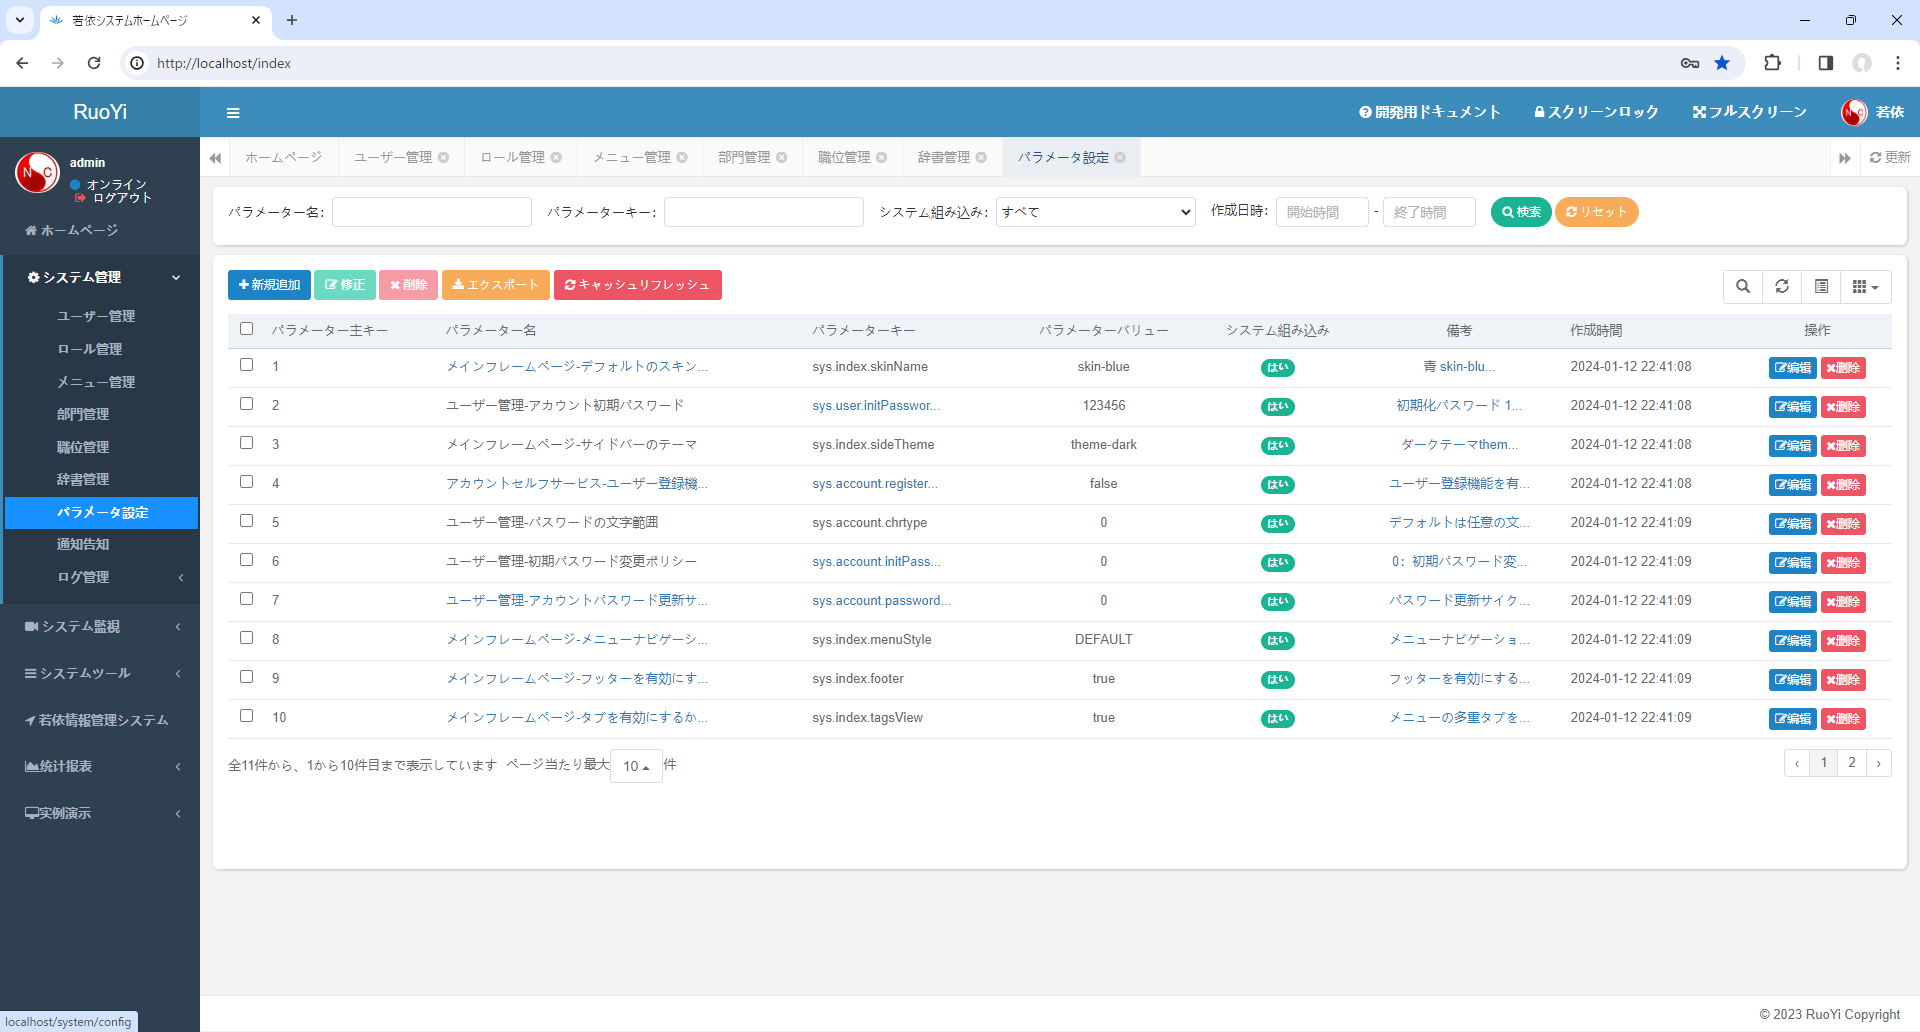 若依システムホームページ
http://localhost/index
RuoYi
開発用ドキュメント スクリーンロック フルスクリーン 若依
admin
オンライン
ログアウト
ホームページ ユーザー管理 ロール管理 メニュー管理 部門管理 職位管理 辞書管理 パラメータ設定 更新
ホームページ
システム管理
ユーザー管理
ロール管理
メニュー管理
部門管理
職位管理
辞書管理
パラメータ設定
通知告知
ログ管理
システム監視
システムツール
若依情報管理システム
统计报表
实例演示
パラメーター名： パラメーターキー： システム組み込み： すべて 作成日時： 開始時間 - 終了時間 検索 リセット
新規追加 修正 削除 エクスポート キャッシュリフレッシュ
パラメーター主キー パラメーター名 パラメーターキー パラメーターバリュー システム組み込み 備考 作成時間 操作
1 メインフレームページ-デフォルトのスキン... sys.index.skinName skin-blue はい 青 skin-blu... 2024-01-12 22:41:08 编辑 删除
2 ユーザー管理-アカウント初期パスワード sys.user.initPasswor... 123456 はい 初期化パスワード 1... 2024-01-12 22:41:08 编辑 删除
3 メインフレームページ-サイドバーのテーマ sys.index.sideTheme theme-dark はい ダークテーマthem... 2024-01-12 22:41:08 编辑 删除
4 アカウントセルフサービス-ユーザー登録機... sys.account.register... false はい ユーザー登録機能を有... 2024-01-12 22:41:08 编辑 删除
5 ユーザー管理-パスワードの文字範囲 sys.account.chrtype 0 はい デフォルトは任意の文... 2024-01-12 22:41:09 编辑 删除
6 ユーザー管理-初期パスワード変更ポリシー sys.account.initPass... 0 はい 0：初期パスワード変... 2024-01-12 22:41:09 编辑 删除
7 ユーザー管理-アカウントパスワード更新サ... sys.account.password... 0 はい パスワード更新サイク... 2024-01-12 22:41:09 编辑 删除
8 メインフレームページ-メニューナビゲーシ... sys.index.menuStyle DEFAULT はい メニューナビゲーショ... 2024-01-12 22:41:09 编辑 删除
9 メインフレームページ-フッターを有効にす... sys.index.footer true はい フッターを有効にする... 2024-01-12 22:41:09 编辑 删除
10 メインフレームページ-タブを有効にするか... sys.index.tagsView true はい メニューの多重タブを... 2024-01-12 22:41:09 编辑 删除
全11件から、1から10件目まで表示しています ページ当たり最大 10 件 ‹ 1 2 ›
© 2023 RuoYi Copyright
localhost/system/config